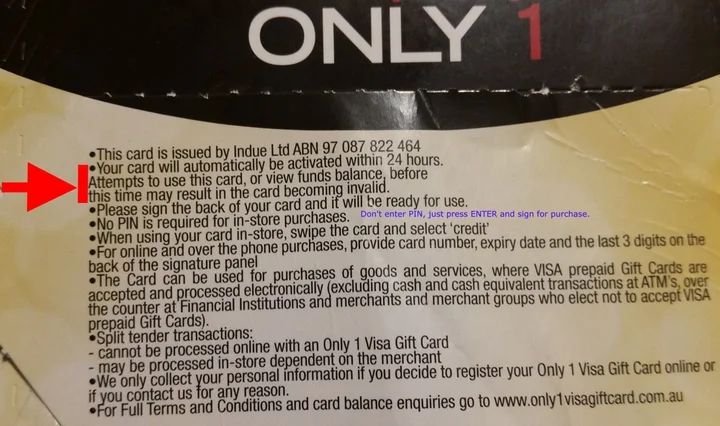 ONLY 1
•This card is issued by Indue Ltd ABN 97 087 822 464
•Your card will automatically be activated within 24 hours.
Attempts to use this card, or view funds balance, before
this time may result in the card becoming invalid.
•Please sign the back of your card and it will be ready for use.
•No PIN is required for in-store purchases. Don't enter PIN, just press ENTER and sign for purchase.
•When using your card in-store, swipe the card and select ‘credit’
•For online and over the phone purchases, provide card number, expiry date and the last 3 digits on the
back of the signature panel
•The Card can be used for purchases of goods and services, where VISA prepaid Gift Cards are
accepted and processed electronically (excluding cash and cash equivalent transactions at ATM's, over
the counter at Financial Institutions and merchants and merchant groups who elect not to accept VISA
prepaid Gift Cards).
•Split tender transactions:
- cannot be processed online with an Only 1 Visa Gift Card
- may be processed in-store dependent on the merchant
•We only collect your personal information if you decide to register your Only 1 Visa Gift Card online or
if you contact us for any reason.
•For Full Terms and Conditions and card balance enquiries go to www.only1visagiftcard.com.au